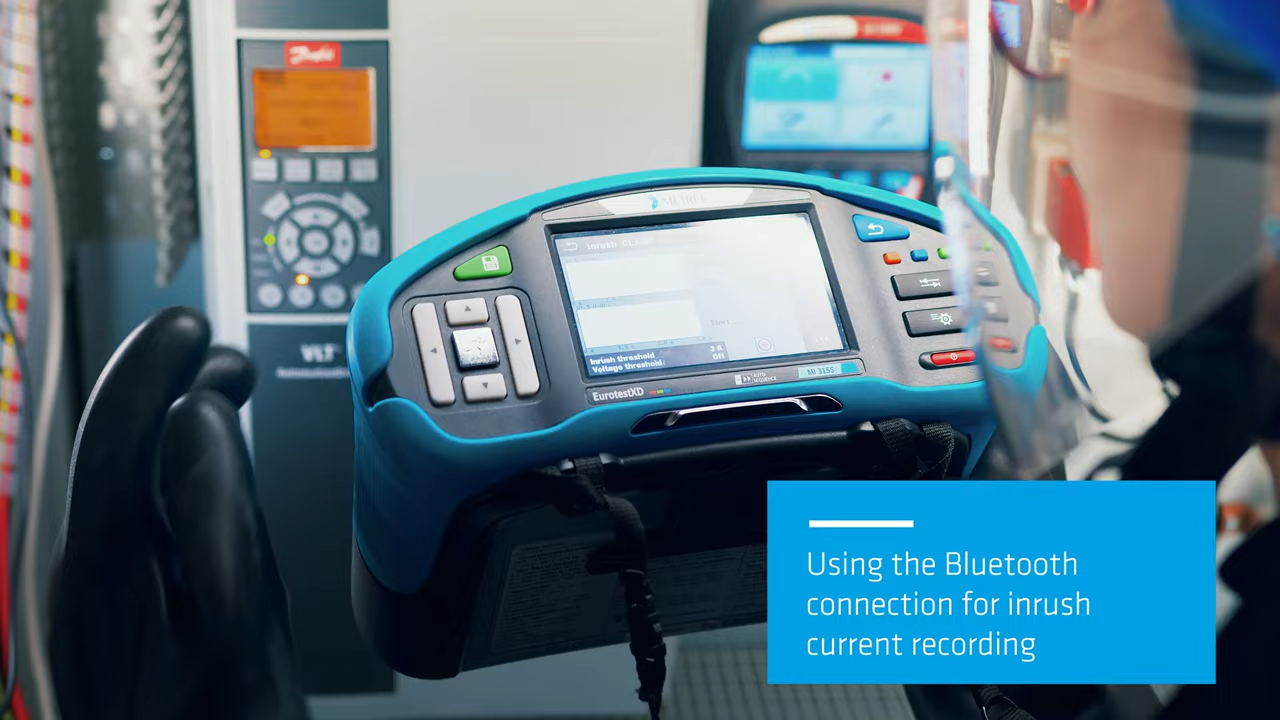 Danfoss
VLT
METREL
Inrush CLAMP
Start
Inrush threshold 3 A
Voltage threshold: Off
EurotestXD
AUTO
SEQUENCE
MI 3155
Using the Bluetooth
connection for inrush
current recording